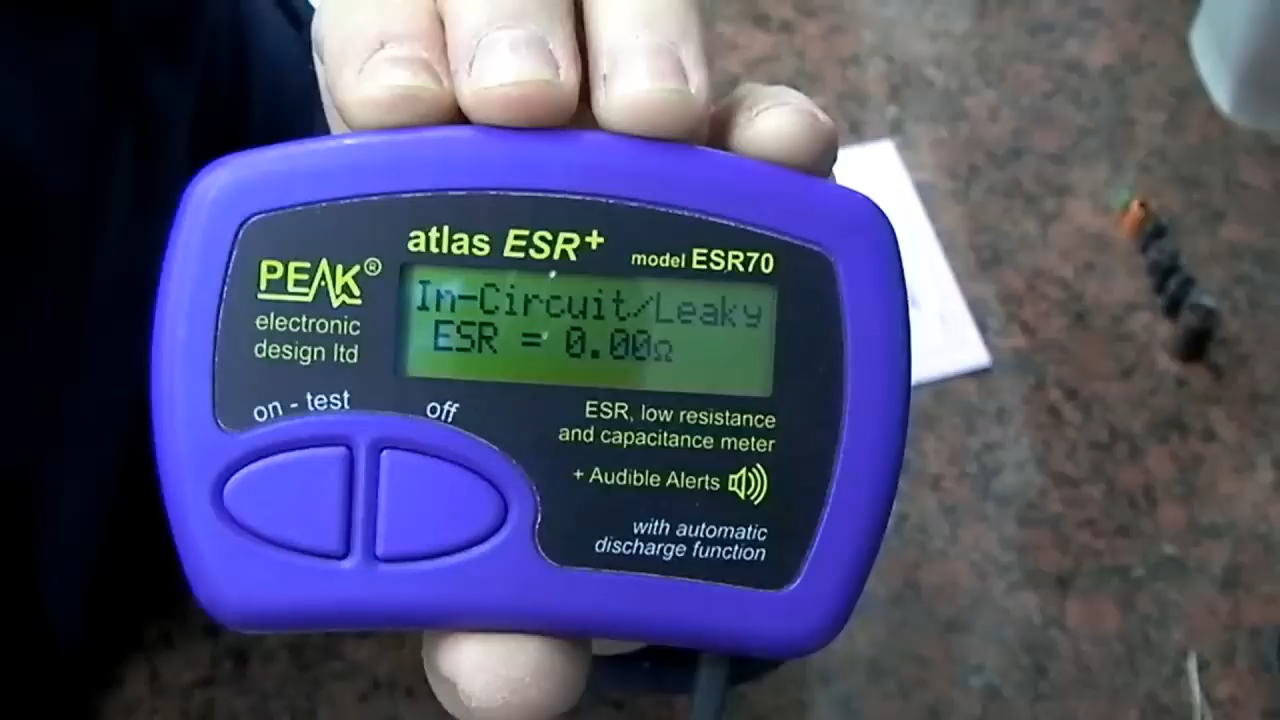 atlas ESR+
model ESR70
PEAK®
electronic
design ltd
In-Circuit/Leaky
ESR = 0.00Ω
on - test
off
ESR, low resistance
and capacitance meter
+ Audible Alerts
with automatic
discharge function